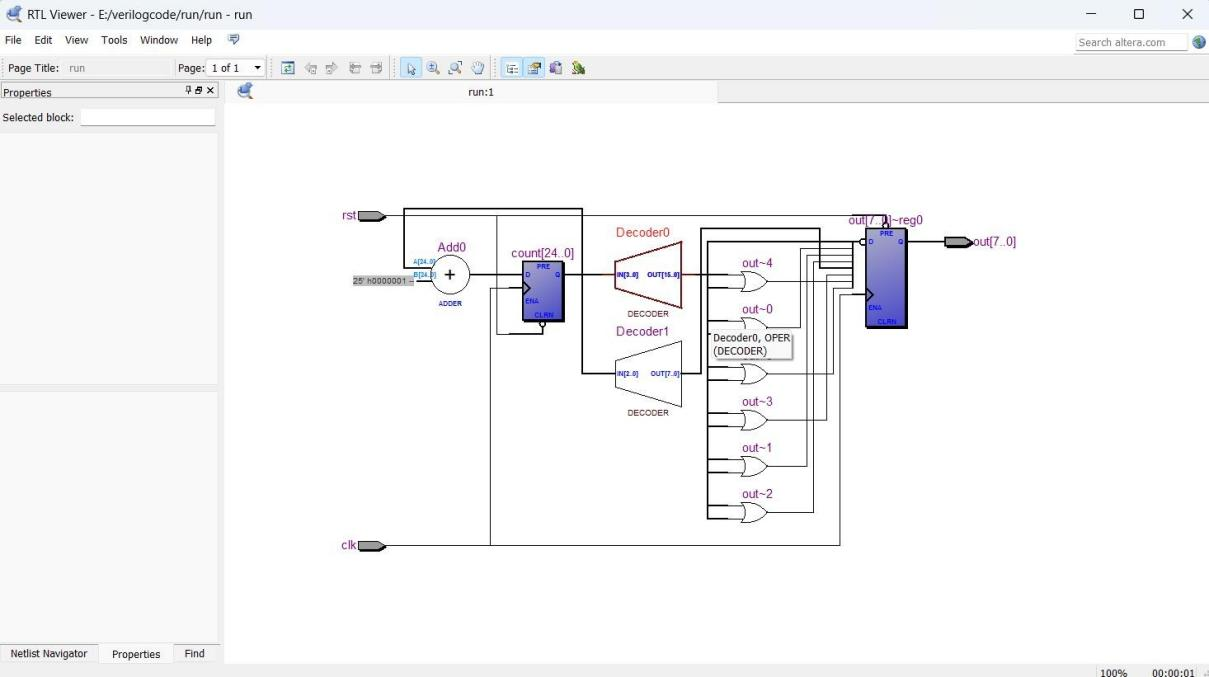 RTL Viewer - E:/verilogcode/run/run - run
File Edit View Tools Window Help
Search altera.com
Page Title: run Page: 1 of 1
Properties
run:1
Selected block:
rst
out[7..0]~reg0
Decoder0
PRE
D Q
ENA
CLRN
out[7..0]
Add0
A[24..0]
B[24..0]
+
25' h0000001 --
ADDER
count[24..0]
PRE
D Q
ENA
CLRN
IN[3..0] OUT[15..0]
DECODER
Decoder1
IN[2..0] OUT[7..0]
DECODER
out~4
out~0
Decoder0, OPER
(DECODER)
out~3
out~1
out~2
clk
Netlist Navigator Properties Find
100% 00:00:01